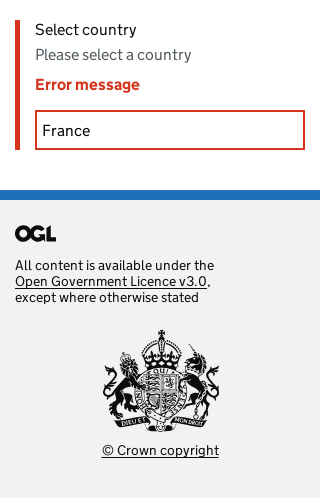 Select country
Please select a country
Error message
France
OGL
All content is available under the
Open Government Licence v3.0,
except where otherwise stated
DIEU ET MON DROIT
© Crown copyright